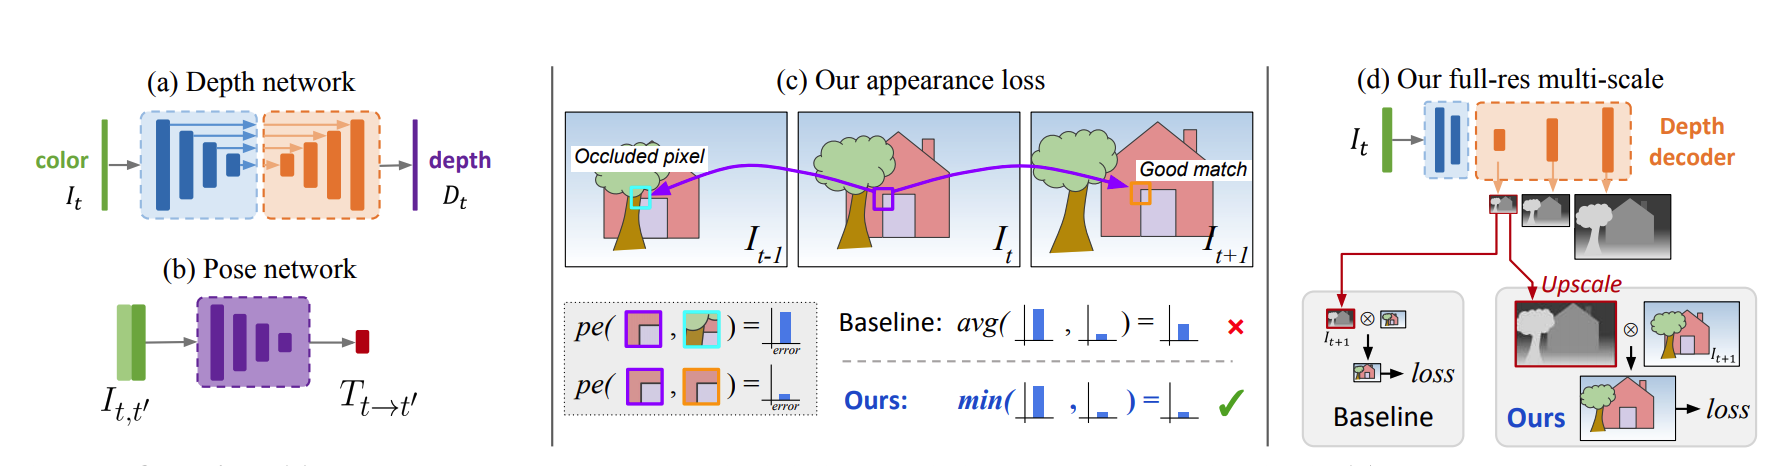 (a) Depth network
color
I_t
depth
D_t
(b) Pose network
I_{t,t'}
T_{t→t'}
(c) Our appearance loss
Occluded pixel
I_{t-1}
I_t
Good match
I_{t+1}
pe( , ) =
error
pe( , ) =
error
Baseline: avg( , ) = ×
Ours: min( , ) = ✓
(d) Our full-res multi-scale
I_t
Depth
decoder
Upscale
⊗
I_{t+1}
loss
Baseline
⊗
I_{t+1}
loss
Ours